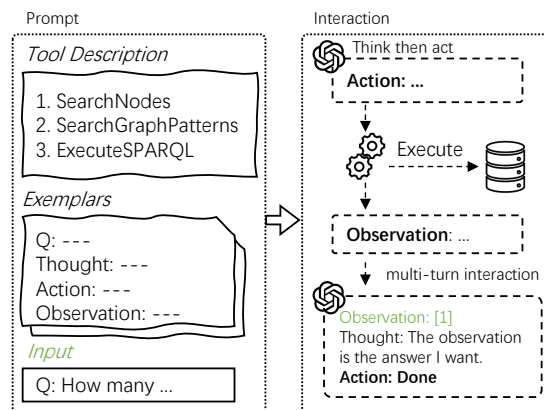 Prompt
Tool Description
1. SearchNodes
2. SearchGraphPatterns
3. ExecuteSPARQL
Exemplars
Q: ---
Thought: ---
Action: ---
Observation: ---
Input
Q: How many ...
Interaction
Think then act
Action: ...
Execute
Observation: ...
multi-turn interaction
Observation: [1]
Thought: The observation
is the answer I want.
Action: Done